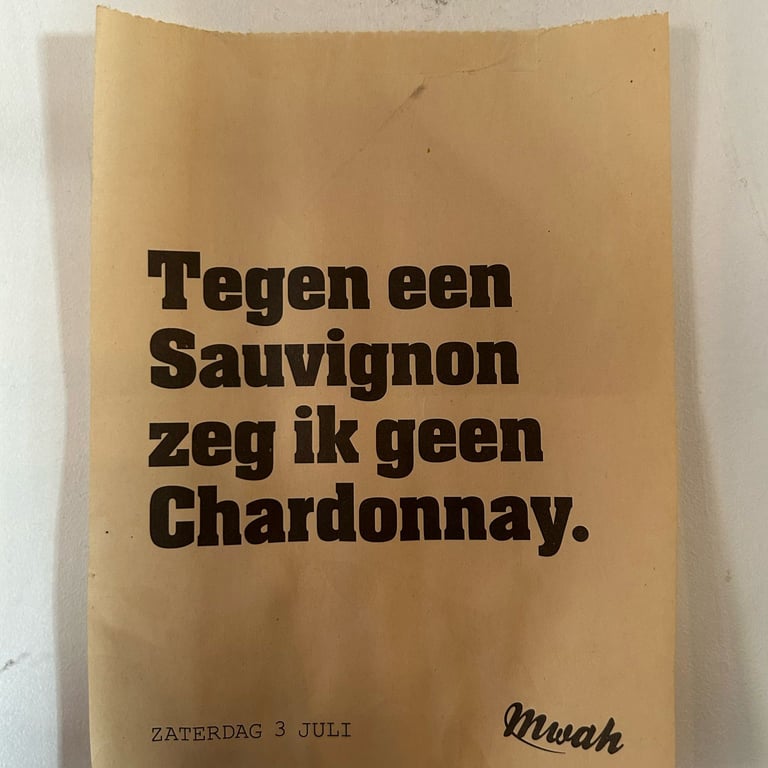 Tegen een
Sauvignon
zeg ik geen
Chardonnay.
ZATERDAG 3 JULI
Mwah